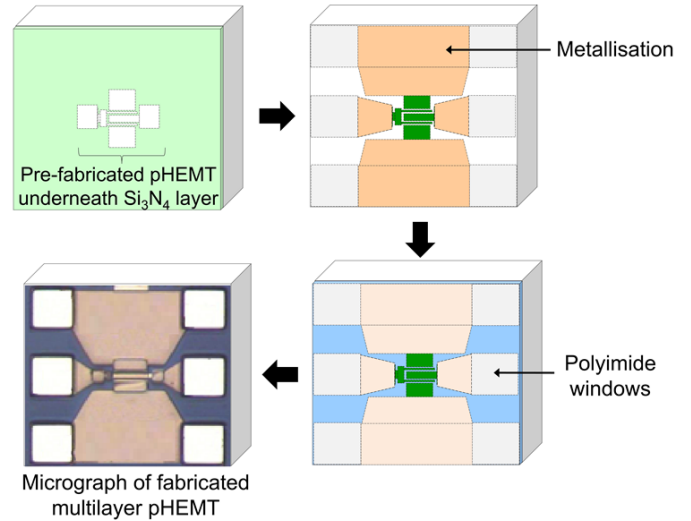 Metallisation
Pre-fabricated pHEMT
underneath Si₃N₄ layer
Polyimide
windows
Micrograph of fabricated
multilayer pHEMT